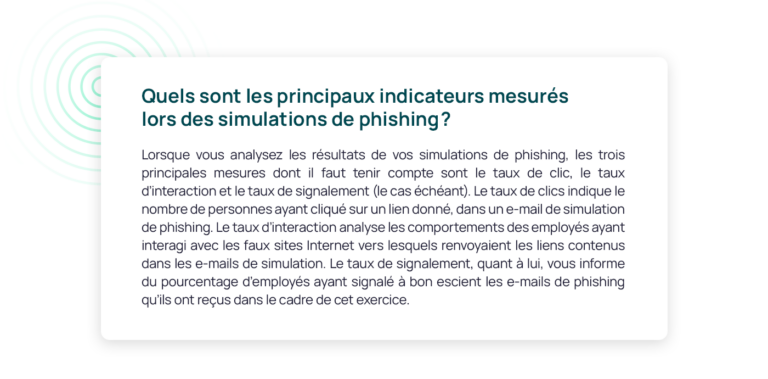 Quels sont les principaux indicateurs mesurés
lors des simulations de phishing ?
Lorsque vous analysez les résultats de vos simulations de phishing, les trois
principales mesures dont il faut tenir compte sont le taux de clic, le taux
d’interaction et le taux de signalement (le cas échéant). Le taux de clics indique le
nombre de personnes ayant cliqué sur un lien donné, dans un e-mail de simulation
de phishing. Le taux d’interaction analyse les comportements des employés ayant
interagi avec les faux sites Internet vers lesquels renvoyaient les liens contenus
dans les e-mails de simulation. Le taux de signalement, quant à lui, vous informe
du pourcentage d’employés ayant signalé à bon escient les e-mails de phishing
qu’ils ont reçus dans le cadre de cet exercice.